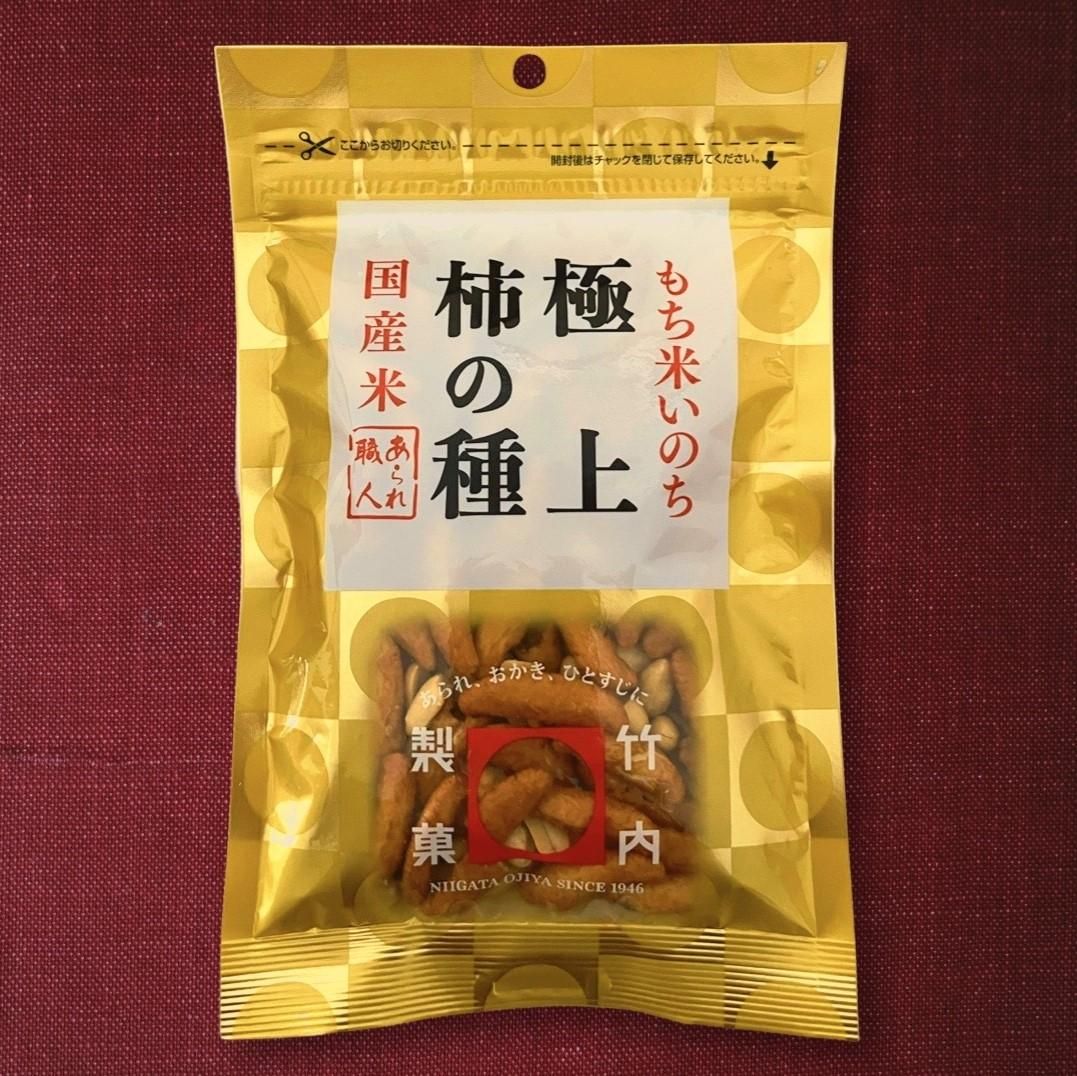 ここからお切りください。
開封後はチャックを閉じて保存してください。
もち米いのち
極上
柿の種
国産米
あられ
職人
あられ、おかき、ひとすじに
竹内
製菓
NIIGATA OJIYA SINCE 1946